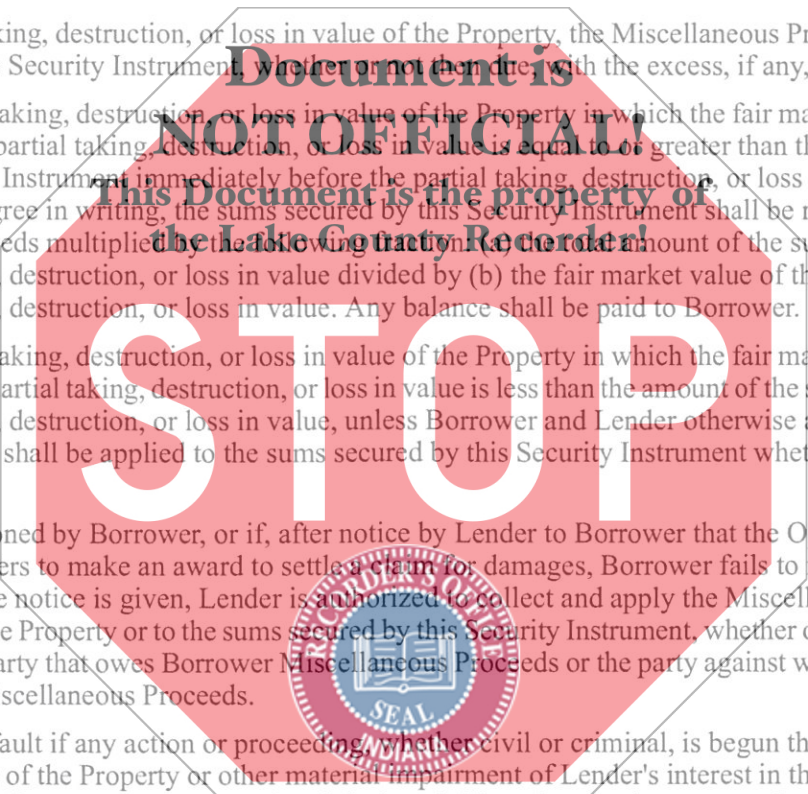 king, destruction, or loss in value of the Property, the Miscellaneous Pr
Security Instrument, whether or not then due, with the excess, if any,
Document is
aking, destruction, or loss in value of the Property in which the fair ma
NOT OFFICIAL!
partial taking, destruction, or loss in value is equal to or greater than t
Instrument immediately before the partial taking, destruction, or loss
This Document is the property of
gree in writing, the sums secured by this Security Instrument shall be r
the Lake County Recorder!
eds multiplied by the following fraction: (a) the total amount of the s
destruction, or loss in value divided by (b) the fair market value of th
destruction, or loss in value. Any balance shall be paid to Borrower.
STOP
aking, destruction, or loss in value of the Property in which the fair ma
artial taking, destruction, or loss in value is less than the amount of the
destruction, or loss in value, unless Borrower and Lender otherwise a
shall be applied to the sums secured by this Security Instrument whet
oned by Borrower, or if, after notice by Lender to Borrower that the O
ers to make an award to settle a claim for damages, Borrower fails to
e notice is given, Lender is authorized to collect and apply the Miscell
e Property or to the sums secured by this Security Instrument, whether o
arty that owes Borrower Miscellaneous Proceeds or the party against w
scellaneous Proceeds.
RECORDER'S OFFICE
SEAL
INDIANA
fault if any action or proceeding, whether civil or criminal, is begun th
of the Property or other material impairment of Lender's interest in th